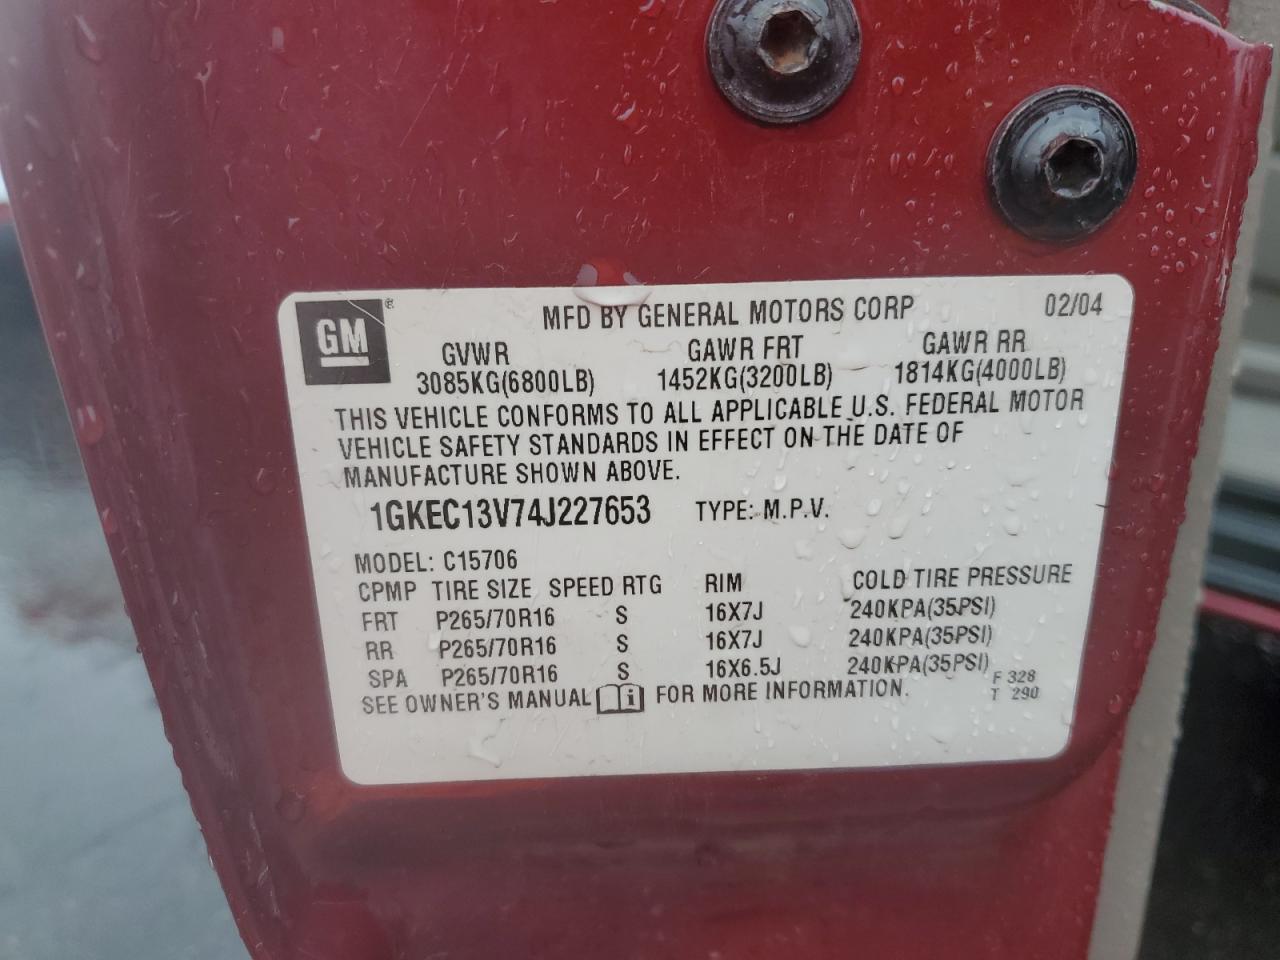 GM ®
MFD BY GENERAL MOTORS CORP 02/04
GVWR GAWR FRT GAWR RR
3085KG(6800LB) 1452KG(3200LB) 1814KG(4000LB)
THIS VEHICLE CONFORMS TO ALL APPLICABLE U.S. FEDERAL MOTOR
VEHICLE SAFETY STANDARDS IN EFFECT ON THE DATE OF
MANUFACTURE SHOWN ABOVE.
1GKEC13V74J227653 TYPE: M.P.V.
MODEL: C15706
CPMP TIRE SIZE SPEED RTG RIM COLD TIRE PRESSURE
FRT P265/70R16 S 16X7J 240KPA(35PSI)
RR P265/70R16 S 16X7J 240KPA(35PSI)
SPA P265/70R16 S 16X6.5J 240KPA(35PSI)
SEE OWNER'S MANUAL i FOR MORE INFORMATION. F 328
T 290